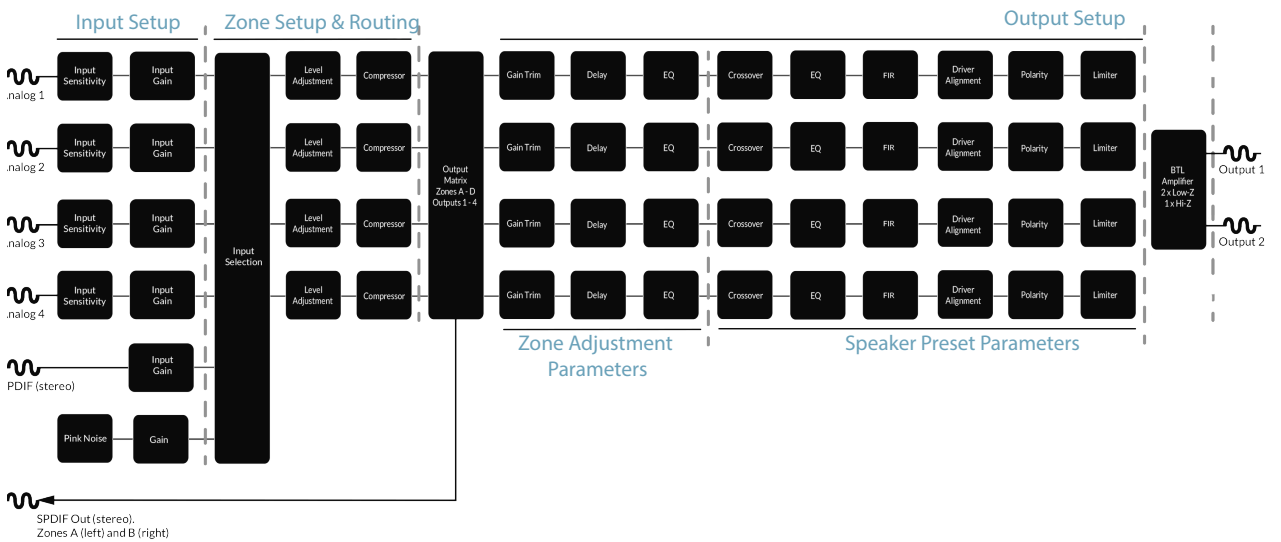 Input Setup
Zone Setup & Routing
Output Setup
Input
Sensitivity
Input
Gain
Level
Adjustment
Compressor
Gain Trim
Delay
EQ
Crossover
EQ
FIR
Driver
Alignment
Polarity
Limiter
nalog 1
Input
Sensitivity
Input
Gain
Level
Adjustment
Compressor
Gain Trim
Delay
EQ
Crossover
EQ
FIR
Driver
Alignment
Polarity
Limiter
nalog 2
Output
Matrix
Zones A - D
Outputs 1 - 4
BTL
Amplifier
2 x Low-Z
1 x Hi-Z
Output 1
Output 2
Input
Sensitivity
Input
Gain
Level
Adjustment
Compressor
Gain Trim
Delay
EQ
Crossover
EQ
FIR
Driver
Alignment
Polarity
Limiter
nalog 3
Input
Selection
Input
Sensitivity
Input
Gain
Level
Adjustment
Compressor
Gain Trim
Delay
EQ
Crossover
EQ
FIR
Driver
Alignment
Polarity
Limiter
nalog 4
Zone Adjustment
Parameters
Speaker Preset Parameters
Input
Gain
PDIF (stereo)
Pink Noise
Gain
SPDIF Out (stereo).
Zones A (left) and B (right)